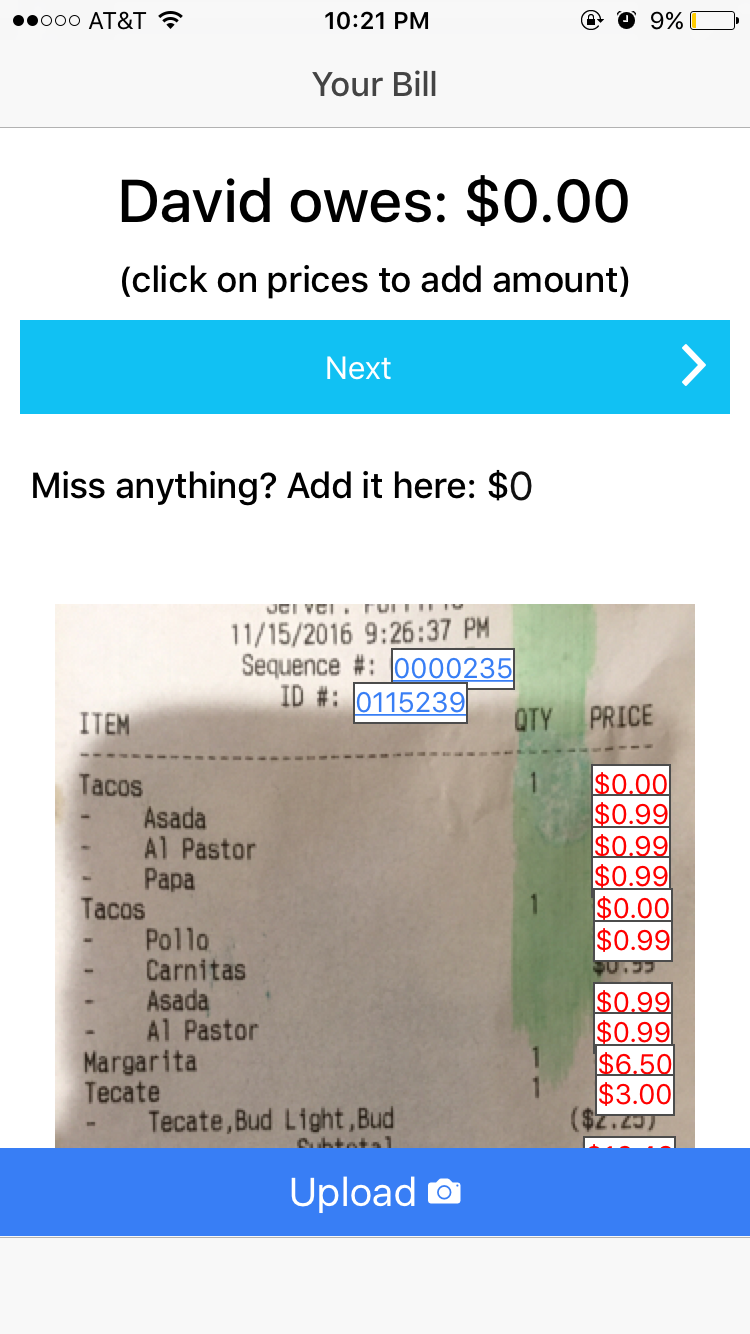 AT&T 10:21 PM 9%
Your Bill
David owes: $0.00
(click on prices to add amount)
Next
Miss anything? Add it here: $0
Server:
11/15/2016 9:26:37 PM
Sequence #: 0000235
ID #: 0115239
ITEM QTY PRICE
Tacos 1 $0.00
- Asada $0.99
- Al Pastor $0.99
- Papa $0.99
Tacos 1 $0.00
- Pollo $0.99
- Carnitas $0.99
- Asada $0.99
- Al Pastor $0.99
Margarita 1 $6.50
Tecate 1 $3.00
- Tecate,Bud Light,Bud ($2.25)
Subtotal
Upload